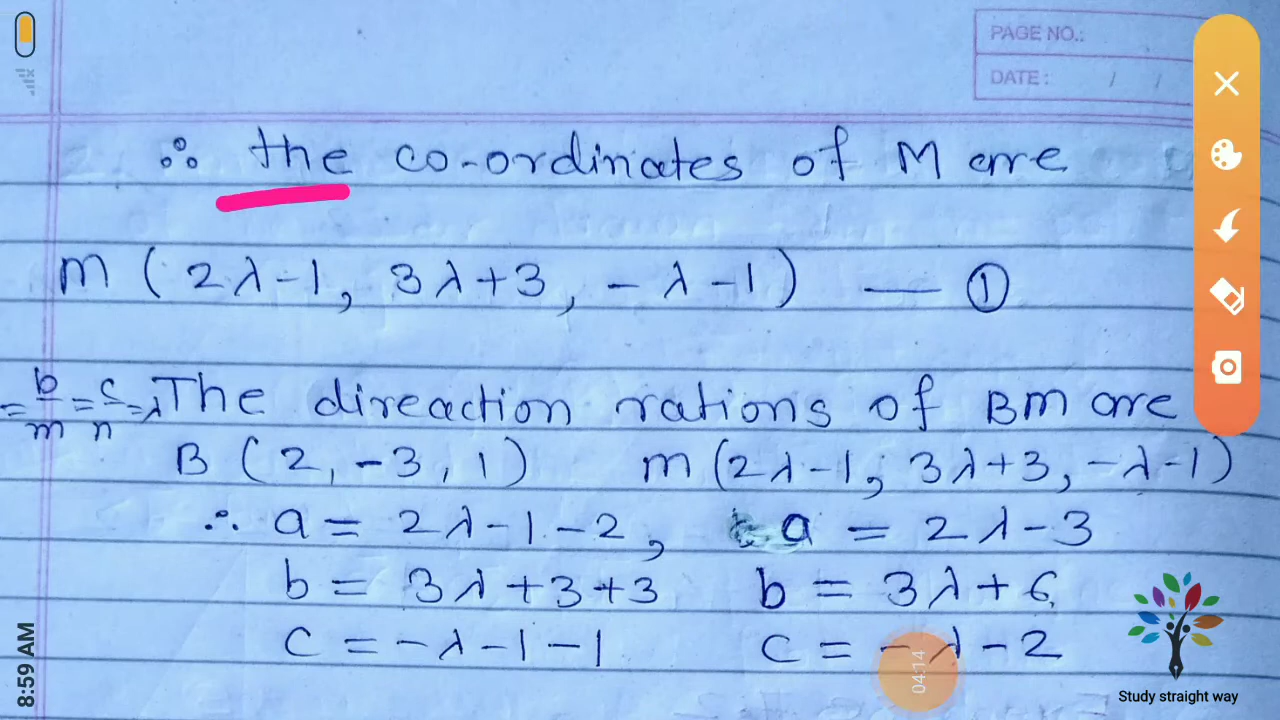 PAGE NO.:
DATE : / /
∴ the co-ordinates of M are
M ( 2λ-1, 3λ+3, -λ-1) — ①
= b/m = c/n = λ The direaction rations of BM are
B (2, -3, 1) M (2λ-1, 3λ+3, -λ-1)
∴ a = 2λ-1-2, a = 2λ-3
b = 3λ+3+3 b = 3λ+6
c = -λ-1-1 c = -λ-2
04:14
8:59 AM
Study straight way